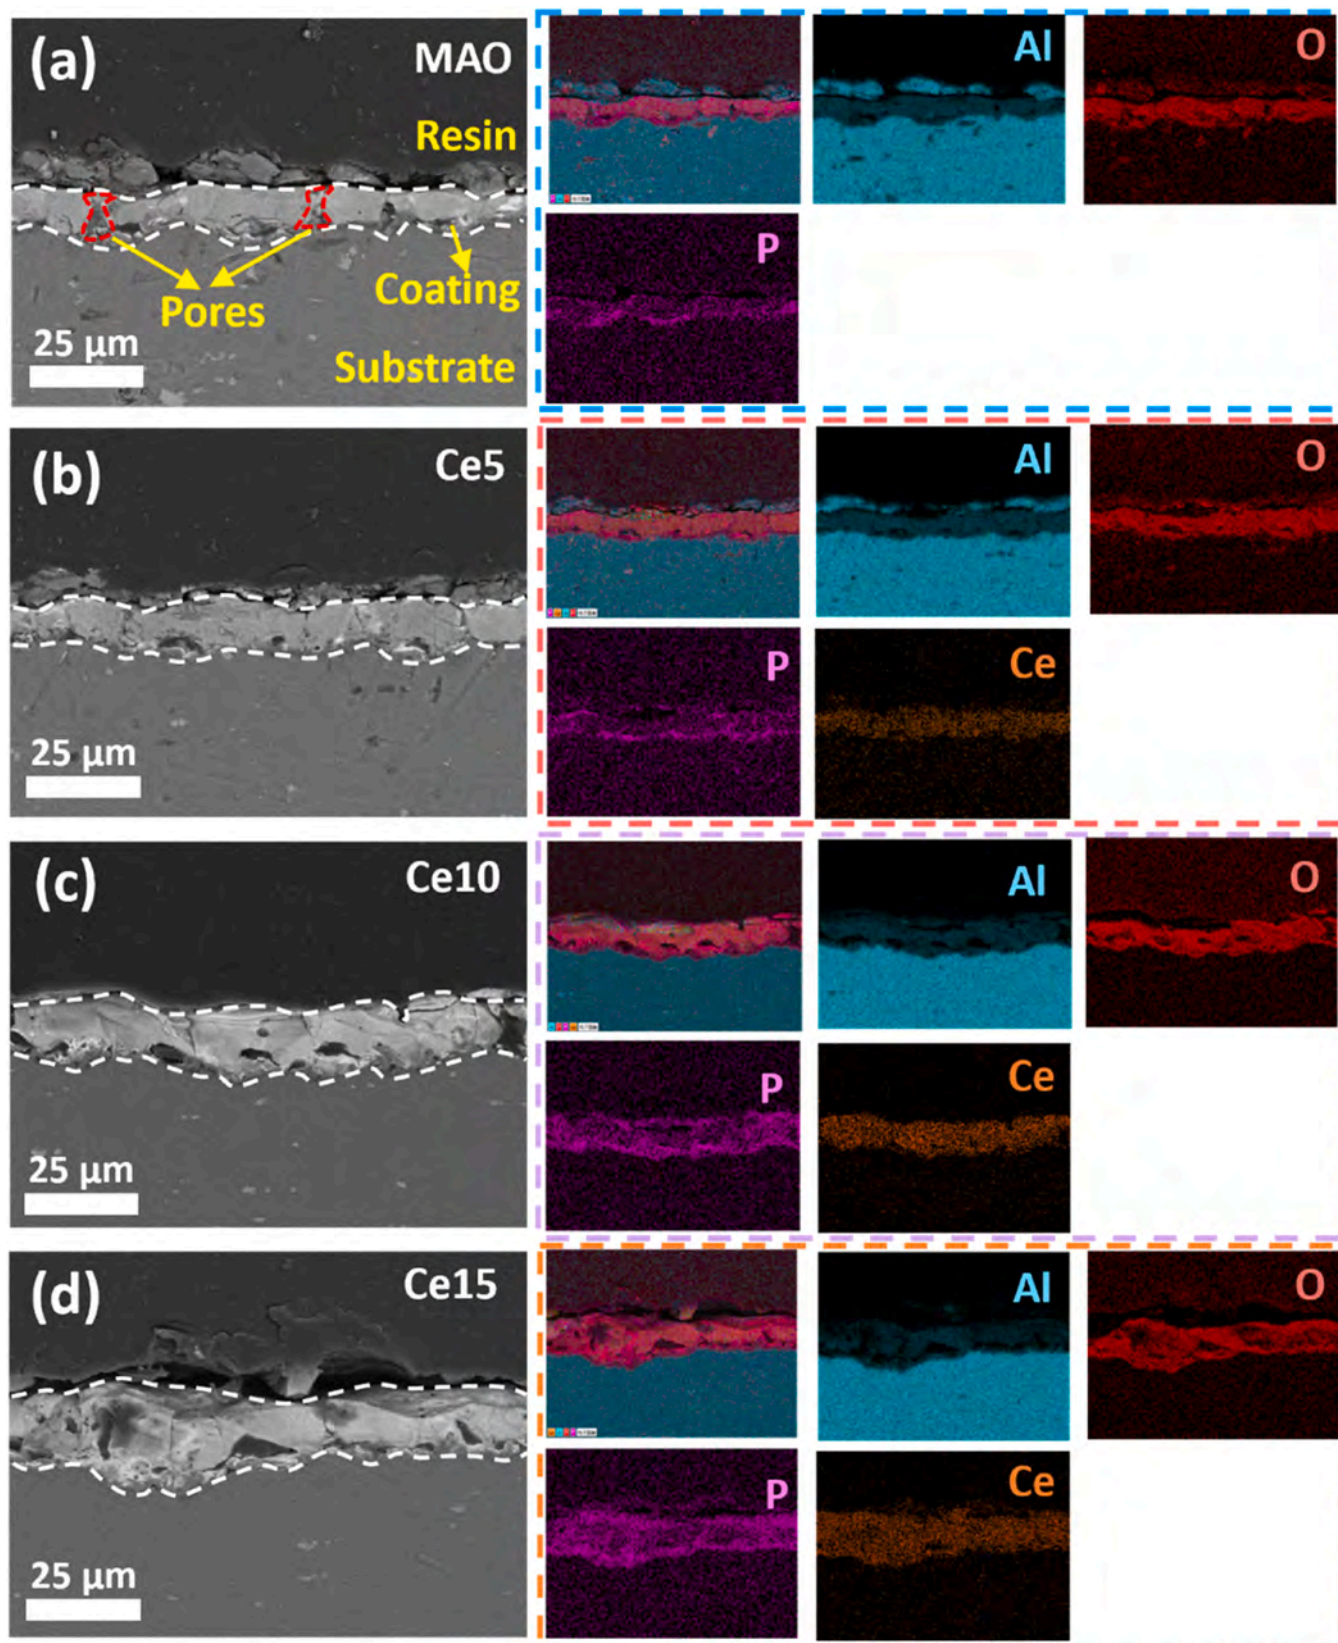 (a)
MAO
Resin
Pores
Coating
Substrate
25 μm
Al
O
P
(b)
Ce5
25 μm
Al
O
P
Ce
(c)
Ce10
25 μm
Al
O
P
Ce
(d)
Ce15
25 μm
Al
O
P
Ce